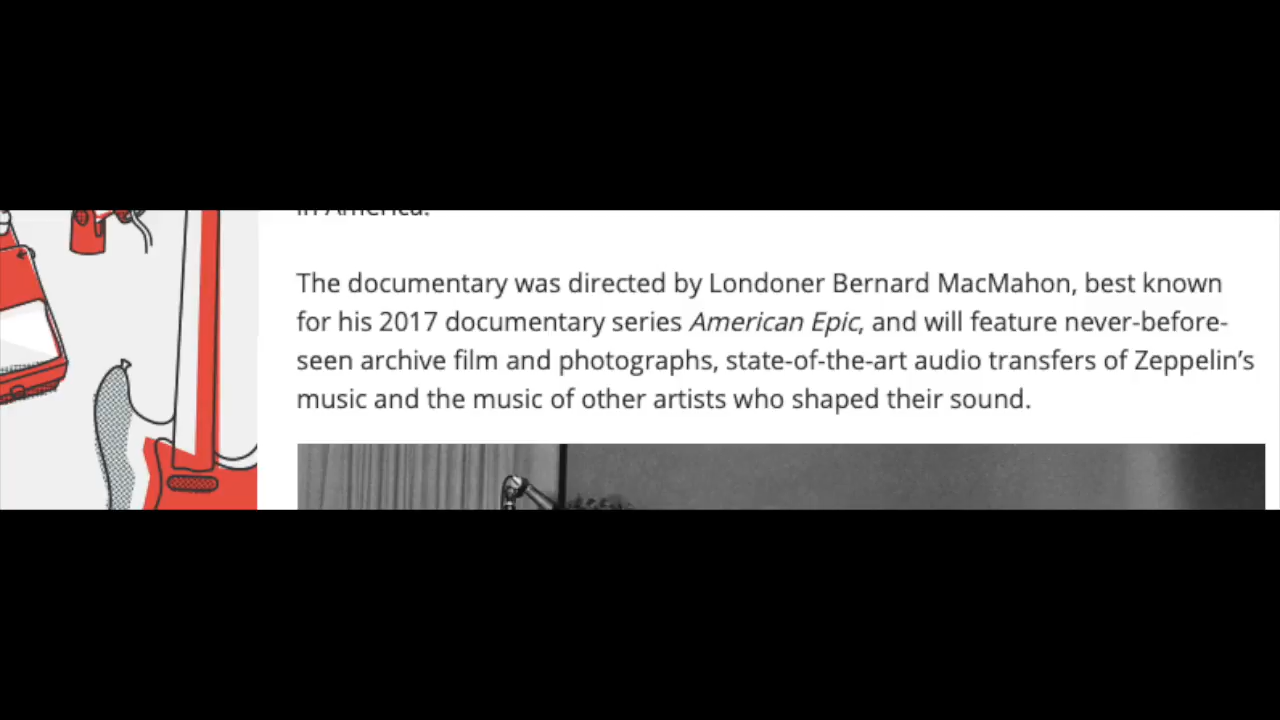 in America.
The documentary was directed by Londoner Bernard MacMahon, best known
for his 2017 documentary series American Epic, and will feature never-before-
seen archive film and photographs, state-of-the-art audio transfers of Zeppelin’s
music and the music of other artists who shaped their sound.